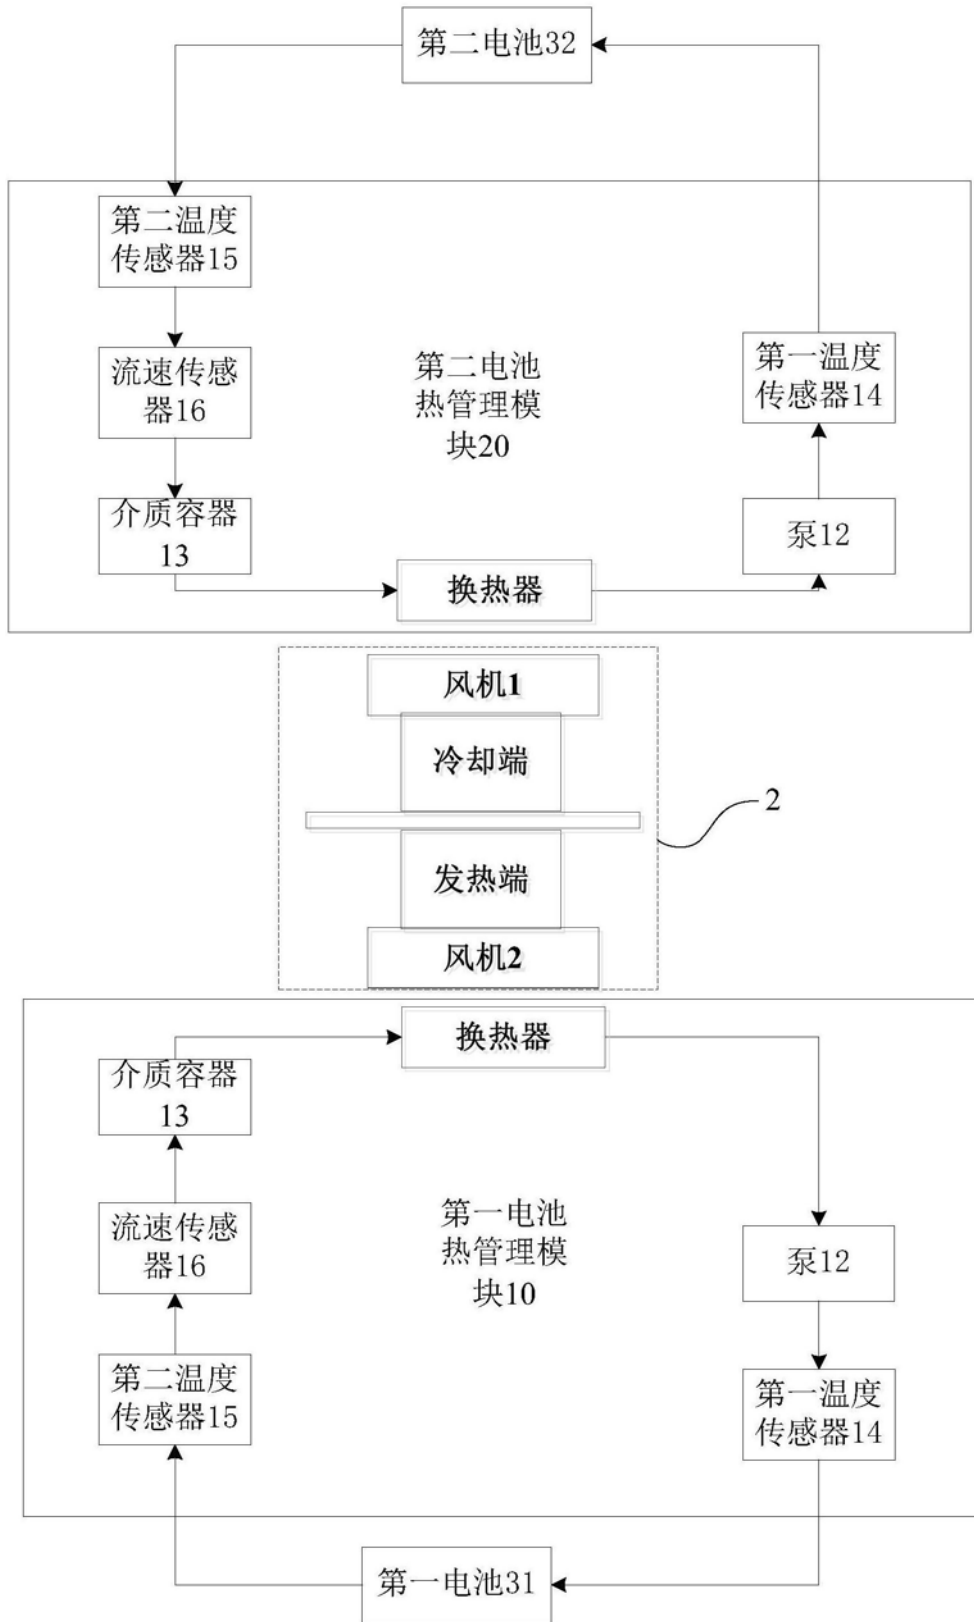 第二电池32
第二温度
传感器15
流速传感
器16
第二电池
热管理模
块20
第一温度
传感器14
介质容器
13
泵12
换热器
风机1
冷却端
2
发热端
风机2
换热器
介质容器
13
流速传感
器16
第一电池
热管理模
块10
泵12
第二温度
传感器15
第一温度
传感器14
第一电池31